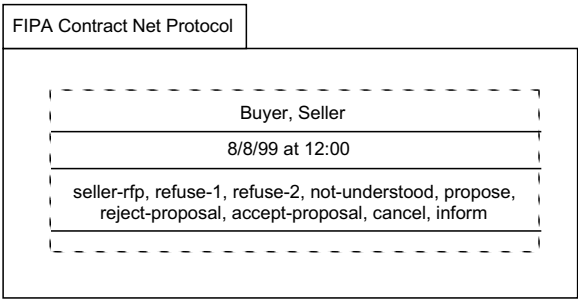 FIPA Contract Net Protocol
Buyer, Seller
8/8/99 at 12:00
seller-rfp, refuse-1, refuse-2, not-understood, propose,
reject-proposal, accept-proposal, cancel, inform